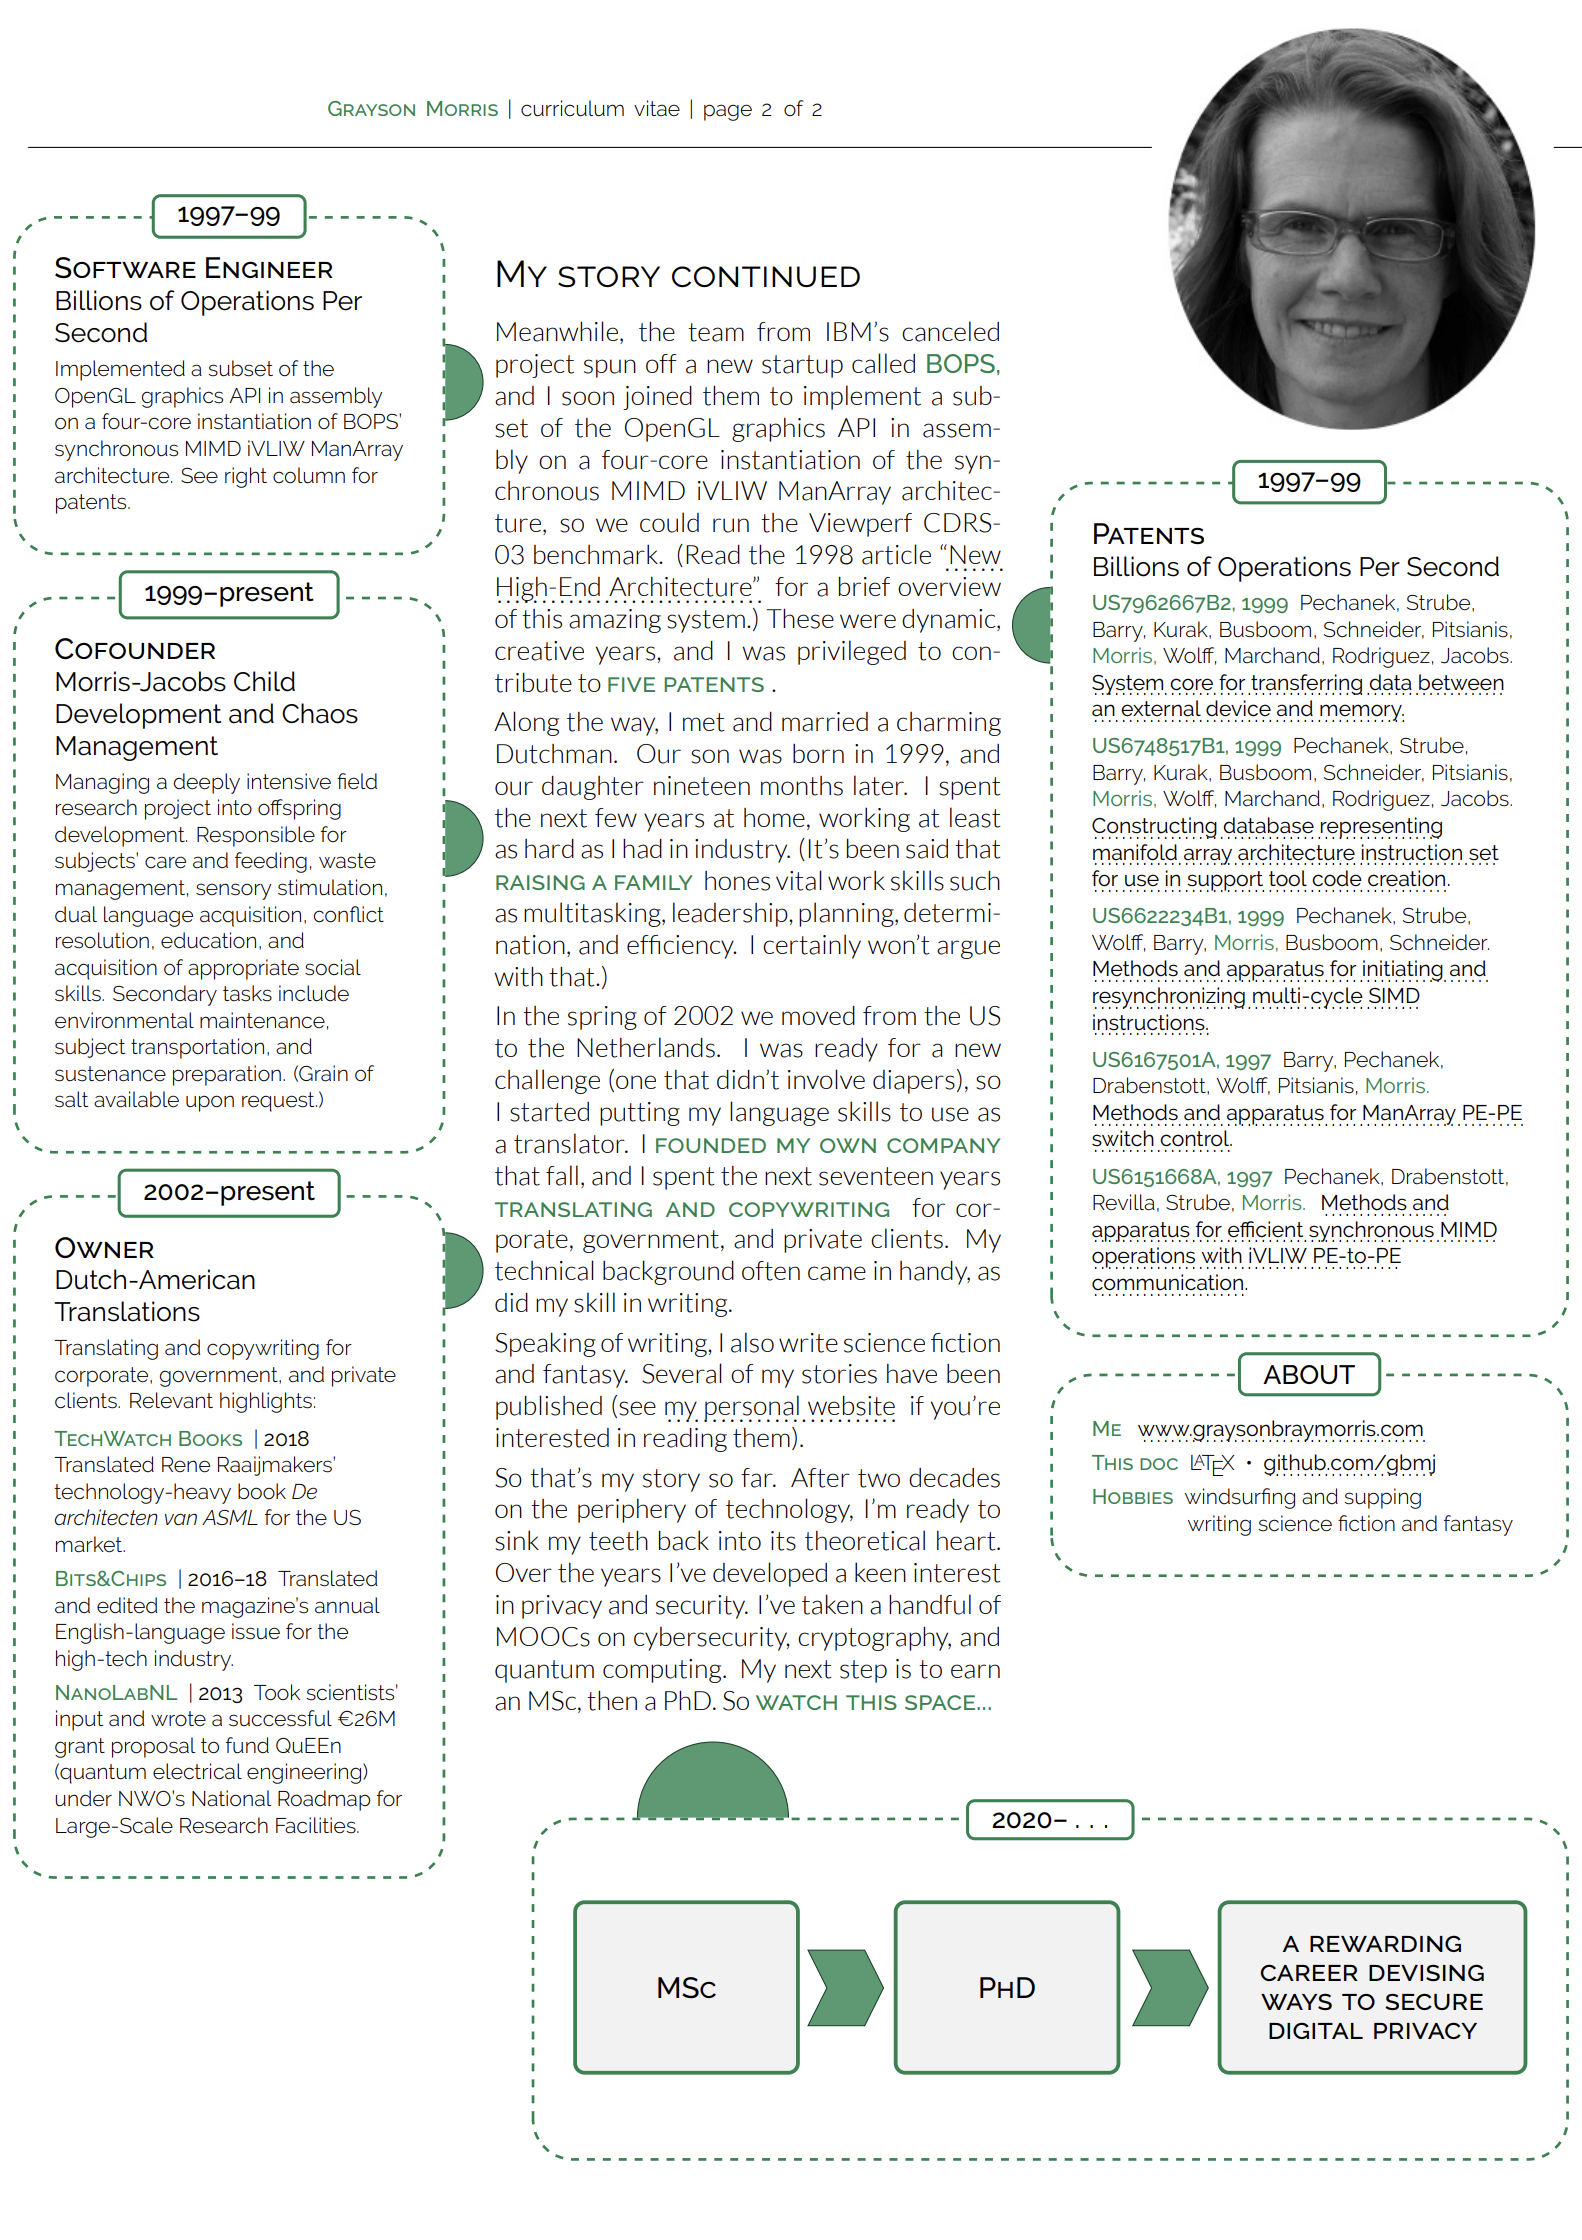 Grayson Morris | curriculum vitae | page 2 of 2
1997–99
Software Engineer
Billions of Operations Per
Second
Implemented a subset of the
OpenGL graphics API in assembly
on a four-core instantiation of BOPS'
synchronous MIMD iVLIW ManArray
architecture. See right column for
patents.
1999–present
Cofounder
Morris-Jacobs Child
Development and Chaos
Management
Managing a deeply intensive field
research project into offspring
development. Responsible for
subjects' care and feeding, waste
management, sensory stimulation,
dual language acquisition, conflict
resolution, education, and
acquisition of appropriate social
skills. Secondary tasks include
environmental maintenance,
subject transportation, and
sustenance preparation. (Grain of
salt available upon request.)
2002–present
Owner
Dutch-American
Translations
Translating and copywriting for
corporate, government, and private
clients. Relevant highlights:
TechWatch Books | 2018
Translated Rene Raaijmakers'
technology-heavy book De
architecten van ASML for the US
market.
Bits&Chips | 2016–18 Translated
and edited the magazine's annual
English-language issue for the
high-tech industry.
NanoLabNL | 2013 Took scientists'
input and wrote a successful €26M
grant proposal to fund QuEEn
(quantum electrical engineering)
under NWO's National Roadmap for
Large-Scale Research Facilities.
My story continued
Meanwhile, the team from IBM's canceled
project spun off a new startup called BOPS,
and I soon joined them to implement a sub-
set of the OpenGL graphics API in assem-
bly on a four-core instantiation of the syn-
chronous MIMD iVLIW ManArray architec-
ture, so we could run the Viewperf CDRS-
03 benchmark. (Read the 1998 article “New
High-End Architecture” for a brief overview
of this amazing system.) These were dynamic,
creative years, and I was privileged to con-
tribute to FIVE PATENTS .
Along the way, I met and married a charming
Dutchman. Our son was born in 1999, and
our daughter nineteen months later. I spent
the next few years at home, working at least
as hard as I had in industry. (It's been said that
RAISING A FAMILY hones vital work skills such
as multitasking, leadership, planning, determi-
nation, and efficiency. I certainly won't argue
with that.)
In the spring of 2002 we moved from the US
to the Netherlands. I was ready for a new
challenge (one that didn't involve diapers), so
I started putting my language skills to use as
a translator. I FOUNDED MY OWN COMPANY
that fall, and I spent the next seventeen years
TRANSLATING AND COPYWRITING for cor-
porate, government, and private clients. My
technical background often came in handy, as
did my skill in writing.
Speaking of writing, I also write science fiction
and fantasy. Several of my stories have been
published (see my personal website if you're
interested in reading them).
So that's my story so far. After two decades
on the periphery of technology, I'm ready to
sink my teeth back into its theoretical heart.
Over the years I've developed a keen interest
in privacy and security. I've taken a handful of
MOOCs on cybersecurity, cryptography, and
quantum computing. My next step is to earn
an MSc, then a PhD. So WATCH THIS SPACE...
1997–99
Patents
Billions of Operations Per Second
US7962667B2, 1999 Pechanek, Strube,
Barry, Kurak, Busboom, Schneider, Pitsianis,
Morris, Wolff, Marchand, Rodriguez, Jacobs.
System core for transferring data between
an external device and memory.
US6748517B1, 1999 Pechanek, Strube,
Barry, Kurak, Busboom, Schneider, Pitsianis,
Morris, Wolff, Marchand, Rodriguez, Jacobs.
Constructing database representing
manifold array architecture instruction set
for use in support tool code creation.
US6622234B1, 1999 Pechanek, Strube,
Wolff, Barry, Morris, Busboom, Schneider.
Methods and apparatus for initiating and
resynchronizing multi-cycle SIMD
instructions.
US6167501A, 1997 Barry, Pechanek,
Drabenstott, Wolff, Pitsianis, Morris.
Methods and apparatus for ManArray PE-PE
switch control.
US6151668A, 1997 Pechanek, Drabenstott,
Revilla, Strube, Morris. Methods and
apparatus for efficient synchronous MIMD
operations with iVLIW PE-to-PE
communication.
ABOUT
Me www.graysonbraymorris.com
This doc LATEX • github.com/gbmj
Hobbies windsurfing and supping
writing science fiction and fantasy
2020– . . .
MSc
PhD
A REWARDING
CAREER DEVISING
WAYS TO SECURE
DIGITAL PRIVACY